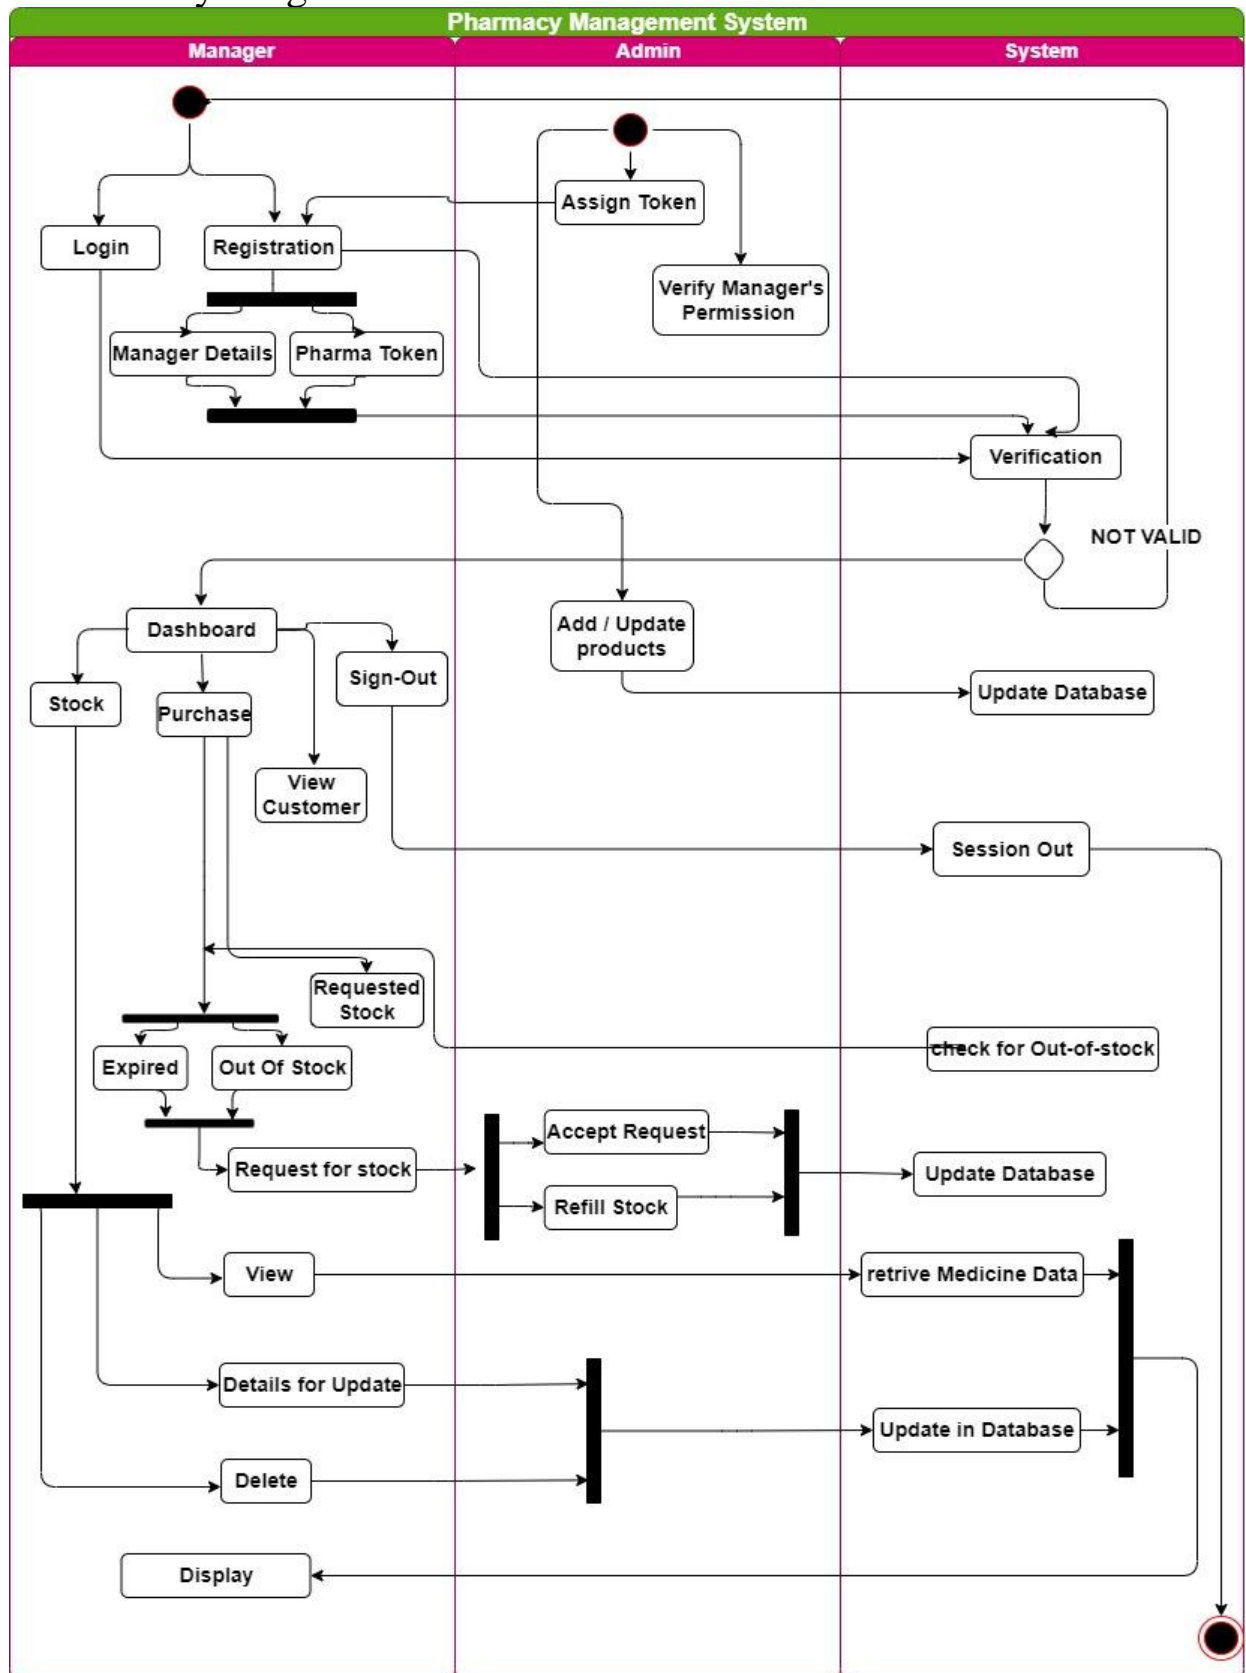 Pharmacy Management System
Manager
Admin
System
Assign Token
Login
Registration
Verify Manager's
Permission
Manager Details
Pharma Token
Verification
NOT VALID
Dashboard
Add / Update
products
Sign-Out
Stock
Purchase
Update Database
View
Customer
Session Out
Requested
Stock
check for Out-of-stock
Expired
Out Of Stock
Accept Request
Request for stock
Update Database
Refill Stock
View
retrive Medicine Data
Details for Update
Update in Database
Delete
Display